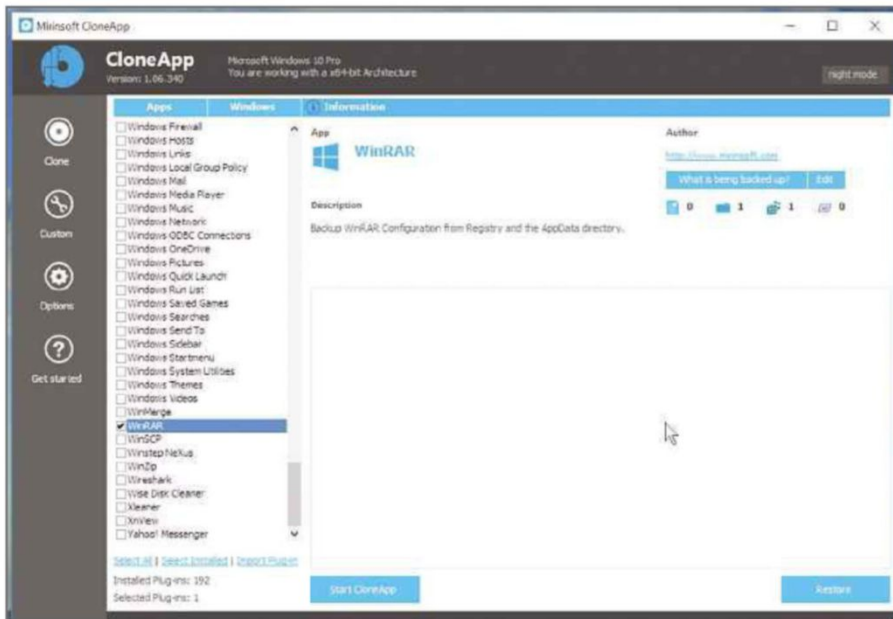 Mirinsoft CloneApp
CloneApp
Version: 1.06.340
Microsoft Windows 10 Pro
You are working with a x64-bit Architecture
night mode
Clone
Custom
Options
Get started
Apps
Windows
Windows Firewall
Windows Hosts
Windows Links
Windows Local Group Policy
Windows Mail
Windows Media Player
Windows Music
Windows Network
Windows ODBC Connections
Windows OneDrive
Windows Pictures
Windows Quick Launch
Windows Run List
Windows Saved Games
Windows Searches
Windows Send To
Windows Sidebar
Windows Startmenu
Windows System Utilities
Windows Themes
Windows Videos
WinMerge
WinRAR
WinSCP
Winstep NeXus
WinZip
Wireshark
Wise Disk Cleaner
Xleaner
XnView
Yahoo! Messenger
Select All | Select Installed | Import Plug-in
Installed Plug-ins: 192
Selected Plug-ins: 1
Information
App
WinRAR
Author
http://www.mirinsoft.com
What is being backed up?
Edit
0
1
1
0
Description
Backup WinRAR Configuration from Registry and the AppData directory.
Start CloneApp
Restore